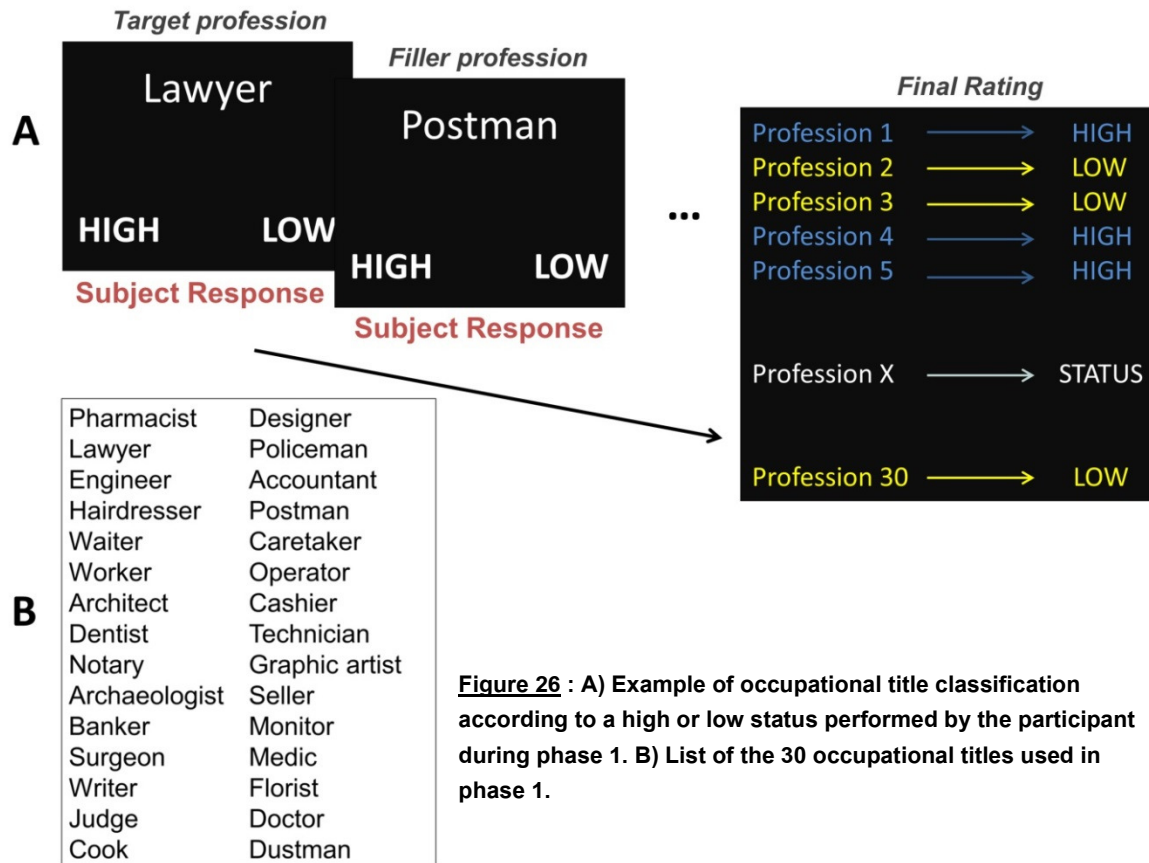 Target profession
Lawyer
HIGH LOW
Subject Response
Filler profession
Postman
HIGH LOW
Subject Response
...
A
Final Rating
Profession 1 HIGH
Profession 2 LOW
Profession 3 LOW
Profession 4 HIGH
Profession 5 HIGH
Profession X STATUS
Profession 30 LOW
B
Pharmacist Designer
Lawyer Policeman
Engineer Accountant
Hairdresser Postman
Waiter Caretaker
Worker Operator
Architect Cashier
Dentist Technician
Notary Graphic artist
Archaeologist Seller
Banker Monitor
Surgeon Medic
Writer Florist
Judge Doctor
Cook Dustman
Figure 26 : A) Example of occupational title classification
according to a high or low status performed by the participant
during phase 1. B) List of the 30 occupational titles used in
phase 1.